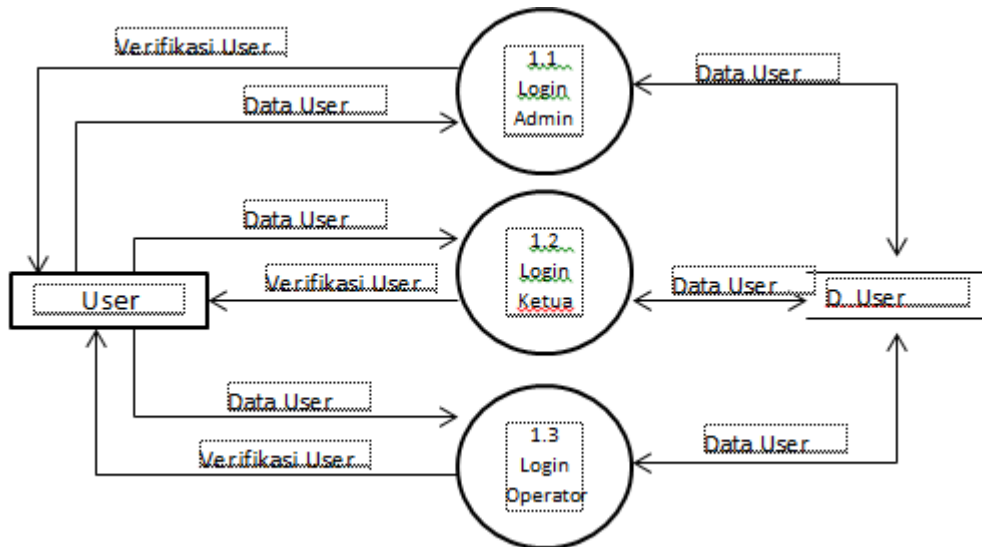 Verifikasi User
1.1
Login
Admin
Data User
Data User
Data User
1.2
Login
Ketua
Verifikasi User
Data User
User
D_User
Data User
1.3
Login
Operator
Data User
Verifikasi User